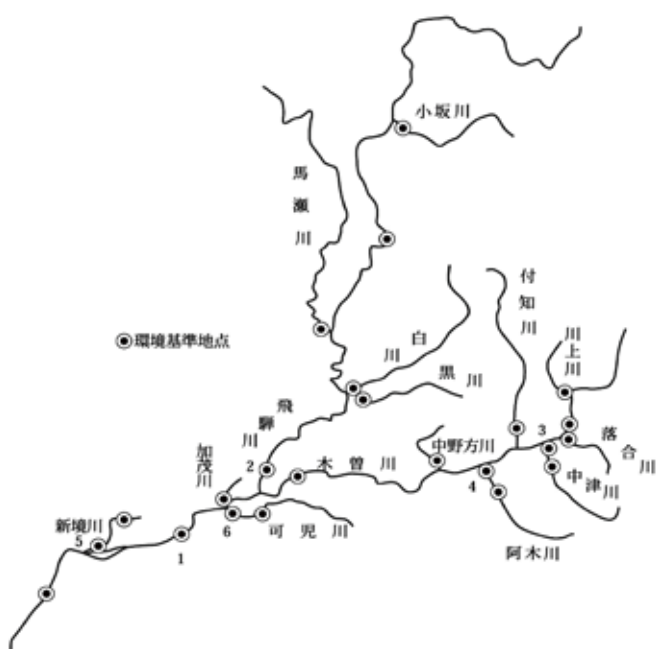 小坂川
馬瀬川
付知川
白川
川上川
環境基準地点
黒川
飛騨川
落合川
加茂川
中野方川
3
2
木曽川
中津川
4
新境川
5
6
可児川
1
阿木川